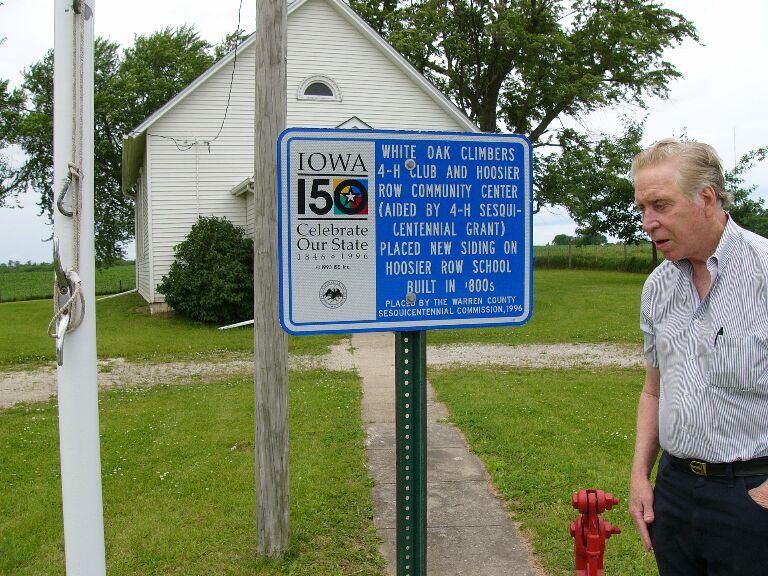 IOWA
150
Celebrate
Our State
1846 • 1996
WHITE OAK CLIMBERS
4-H CLUB AND HOOSIER
ROW COMMUNITY CENTER
(AIDED BY 4-H SESQUI-
CENTENNIAL GRANT)
PLACED NEW SIDING ON
HOOSIER ROW SCHOOL
BUILT IN '800s
PLACED BY THE WARREN COUNTY
SESQUICENTENNIAL COMMISSION, 1996